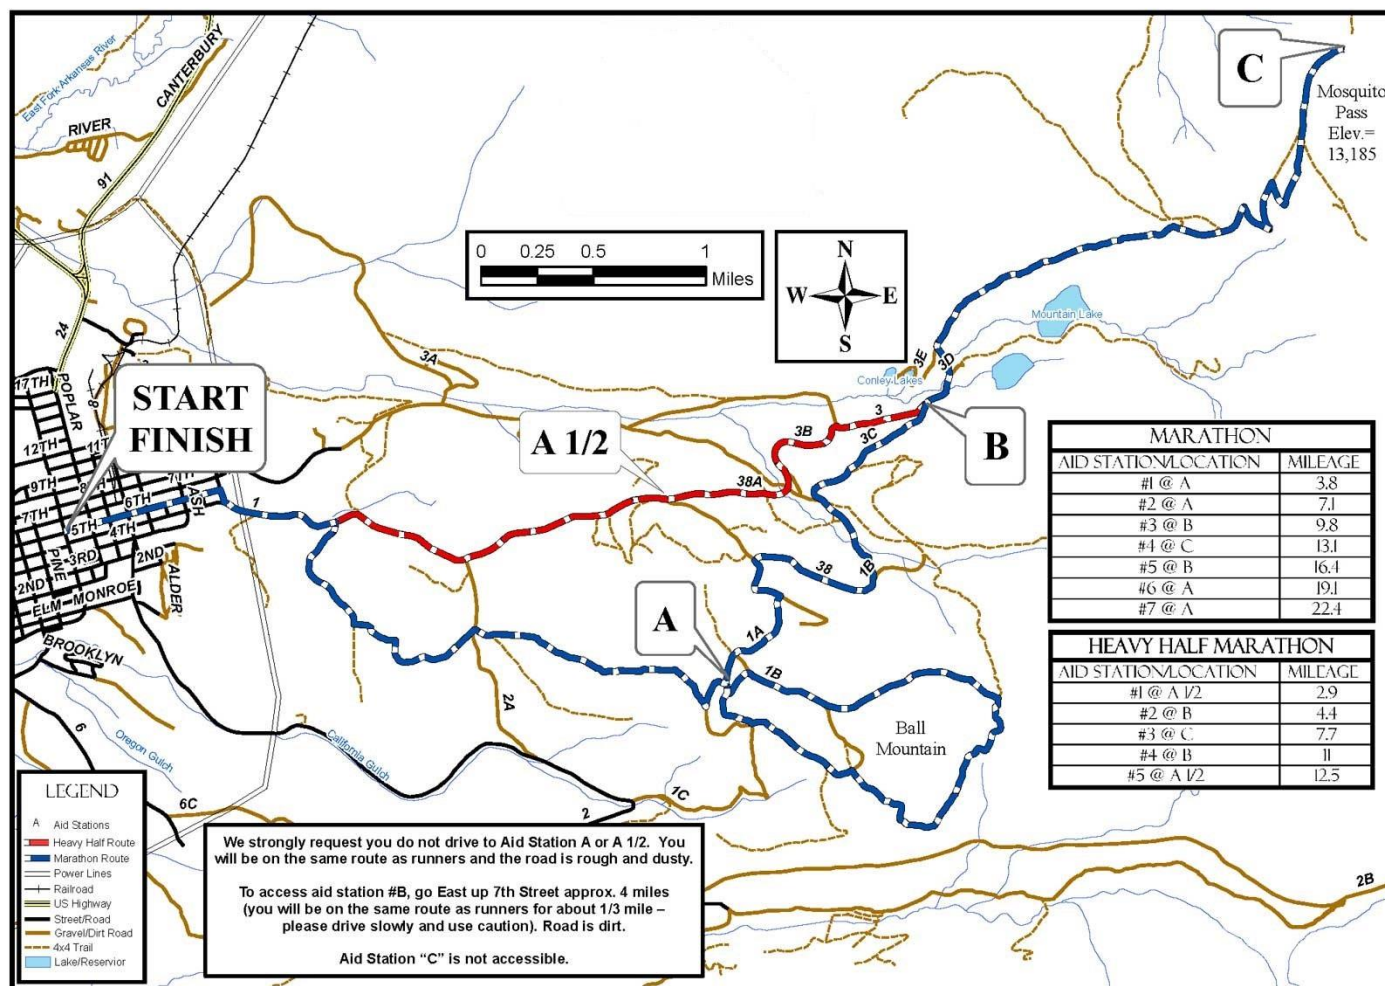 East Fork Arkansas River
CANTERBURY
RIVER
91
24
C
Mosquito
Pass
Elev.=
13,185
0 0.25 0.5 1
Miles
N
W E
S
Mountain Lake
3E
3D
Conley Lakes
3A
17TH
POPLAR
8
START
FINISH
12TH
11T
9TH
8TH
7TH
7TH
6TH
5TH
4TH
3RD
2ND
2ND
ASH
PINE
ELM
MONROE
ALDER
BROOKLYN
1
A 1/2
38A
3B
3
3C
B
38
1B
A
1A
1B
2A
Ball
Mountain
6
Oregon Gulch
California Gulch
6C
1C
2
2B
MARATHON
AID STATION/LOCATION MILEAGE
#1 @ A 3.8
#2 @ A 7.1
#3 @ B 9.8
#4 @ C 13.1
#5 @ B 16.4
#6 @ A 19.1
#7 @ A 22.4
HEAVY HALF MARATHON
AID STATION/LOCATION MILEAGE
#1 @ A 1/2 2.9
#2 @ B 4.4
#3 @ C 7.7
#4 @ B 11
#5 @ A 1/2 12.5
LEGEND
A Aid Stations
Heavy Half Route
Marathon Route
Power Lines
Railroad
US Highway
Street/Road
Gravel/Dirt Road
4x4 Trail
Lake/Reservior
We strongly request you do not drive to Aid Station A or A 1/2. You
will be on the same route as runners and the road is rough and dusty.
To access aid station #B, go East up 7th Street approx. 4 miles
(you will be on the same route as runners for about 1/3 mile –
please drive slowly and use caution). Road is dirt.
Aid Station “C” is not accessible.